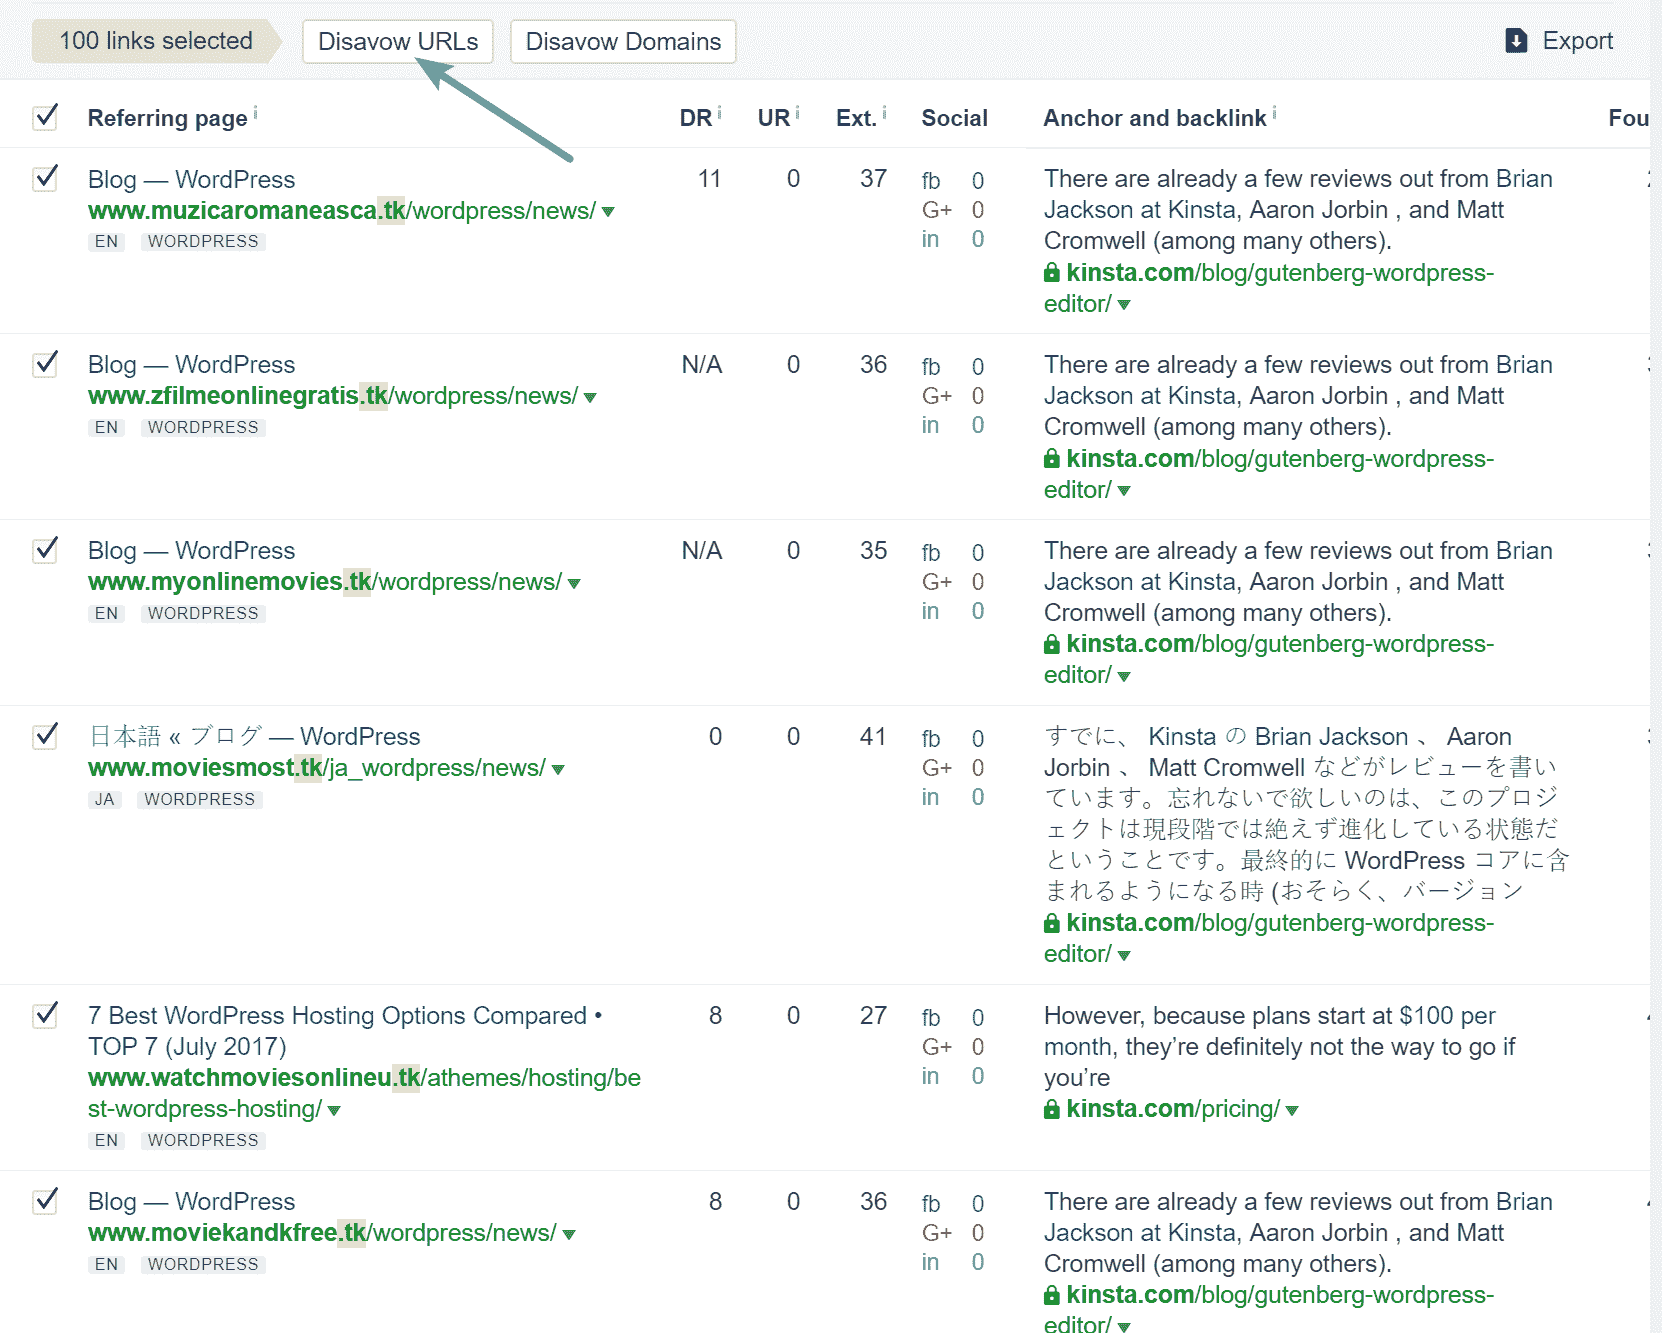 100 links selected Disavow URLs Disavow Domains Export
Referring page i DR i UR i Ext. i Social Anchor and backlink i Fou
Blog — WordPress 11 0 37 fb 0 There are already a few reviews out from Brian
www.muzicaromaneasca.tk/wordpress/news/ G+ 0 Jackson at Kinsta, Aaron Jorbin , and Matt
EN WORDPRESS in 0 Cromwell (among many others).
kinsta.com/blog/gutenberg-wordpress-
editor/
Blog — WordPress N/A 0 36 fb 0 There are already a few reviews out from Brian
www.zfilmeonlinegratis.tk/wordpress/news/ G+ 0 Jackson at Kinsta, Aaron Jorbin , and Matt
EN WORDPRESS in 0 Cromwell (among many others).
kinsta.com/blog/gutenberg-wordpress-
editor/
Blog — WordPress N/A 0 35 fb 0 There are already a few reviews out from Brian
www.myonlinemovies.tk/wordpress/news/ G+ 0 Jackson at Kinsta, Aaron Jorbin , and Matt
EN WORDPRESS in 0 Cromwell (among many others).
kinsta.com/blog/gutenberg-wordpress-
editor/
日本語 « ブログ — WordPress 0 0 41 fb 0 すでに、 Kinsta の Brian Jackson 、 Aaron
www.moviesmost.tk/ja_wordpress/news/ G+ 0 Jorbin 、 Matt Cromwell などがレビューを書い
JA WORDPRESS in 0 ています。忘れないで欲しいのは、このプロジ
ェクトは現段階では絶えず進化している状態だ
ということです。最終的に WordPress コアに含
まれるようになる時 (おそらく、バージョン
kinsta.com/blog/gutenberg-wordpress-
editor/
7 Best WordPress Hosting Options Compared • 8 0 27 fb 0 However, because plans start at $100 per
TOP 7 (July 2017) G+ 0 month, they're definitely not the way to go if
www.watchmoviesonlineu.tk/athemes/hosting/be in 0 you're
st-wordpress-hosting/ kinsta.com/pricing/
EN WORDPRESS
Blog — WordPress 8 0 36 fb 0 There are already a few reviews out from Brian
www.moviekandkfree.tk/wordpress/news/ G+ 0 Jackson at Kinsta, Aaron Jorbin , and Matt
EN WORDPRESS in 0 Cromwell (among many others).
kinsta.com/blog/gutenberg-wordpress-
editor/